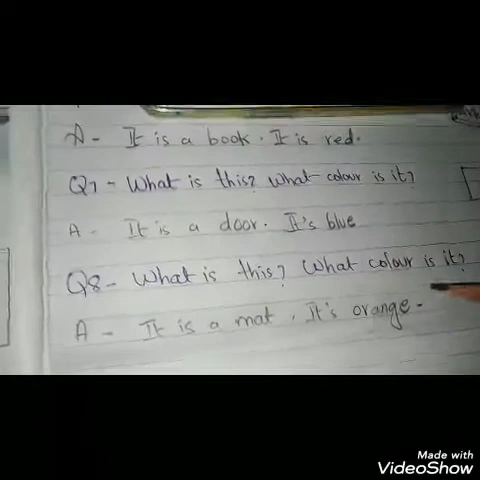 A - It is a book. It is red.
Q7 - What is this? What colour is it?
A - It is a door. It's blue
Q8 - What is this? What colour is it?
A - It is a mat. It's orange.
Made with
VideoShow